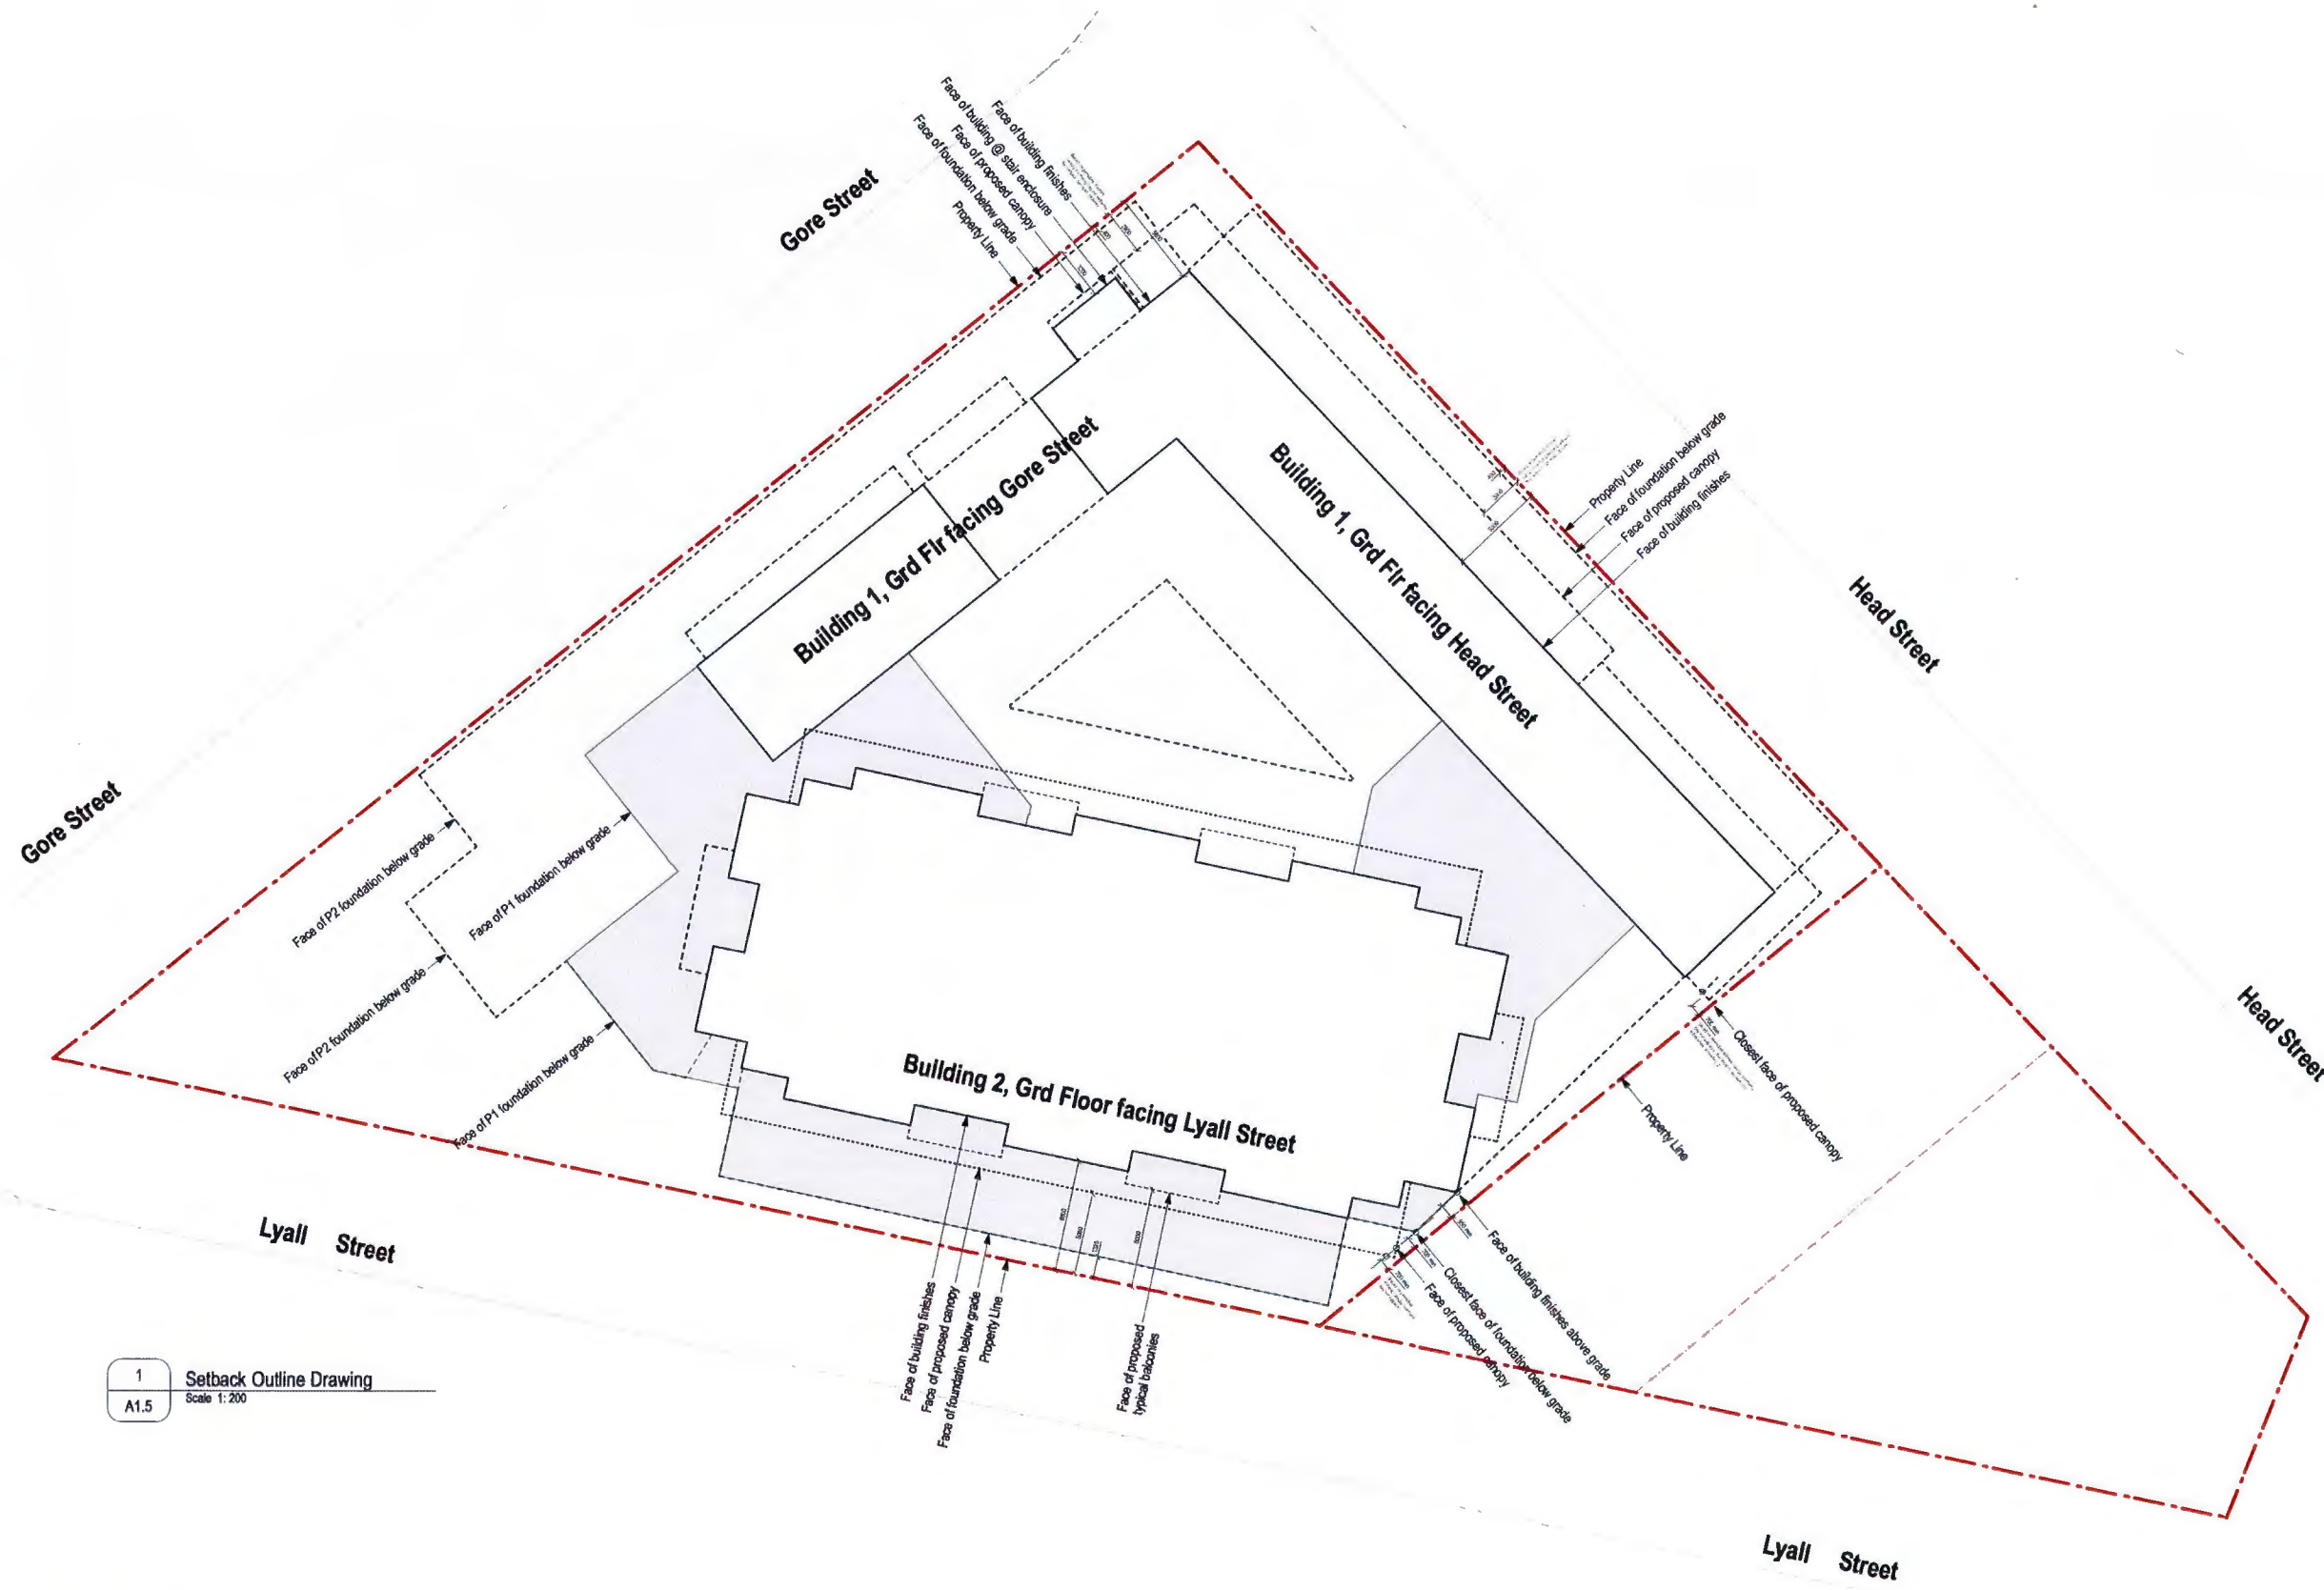 Face of building finishes
Face of building @ stair enclosure
Face of proposed canopy
Face of foundation below grade
Property Line
Gore Street
Building 1, Grd Flr facing Gore Street
Building 1, Grd Flr facing Head Street
Property Line
Face of foundation below grade
Face of proposed canopy
Face of building finishes
Head Street
Gore Street
Face of P2 foundation below grade
Face of P1 foundation below grade
Face of P2 foundation below grade
Face of P1 foundation below grade
Head Street
Closest face of proposed canopy
Property Line
Building 2, Grd Floor facing Lyall Street
Face of building finishes above grade
Closest face of foundation below grade
Face of proposed canopy
Lyall Street
Face of building finishes
Face of proposed canopy
Face of foundation below grade
Property Line
Face of proposed
typical balconies
1
A1.5
Setback Outline Drawing
Scale 1: 200
Lyall Street